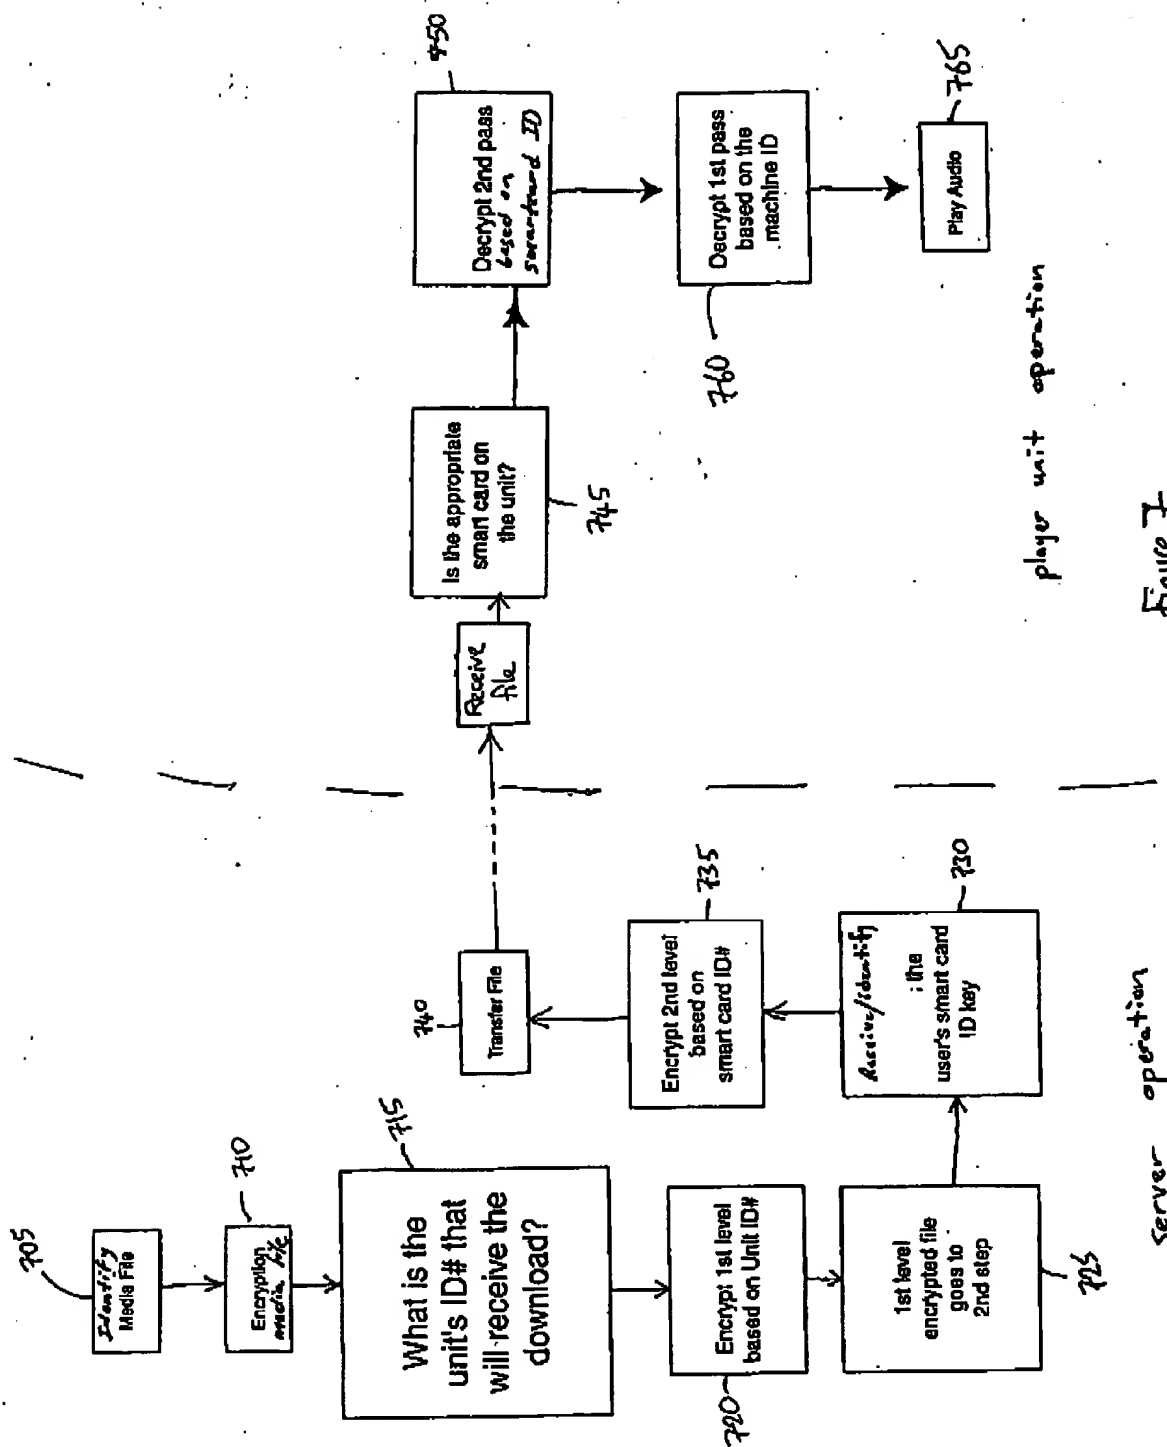 705
Identify
Media File
710
Encryption
media file
715
What is the
unit's ID# that
will receive the
download?
720
Encrypt 1st level
based on Unit ID#
725
1st level
encrypted file
goes to
2nd step
730
Receive/identify
: the
user's smart card
ID key
735
Encrypt 2nd level
based on
smart card ID#
740
Transfer File
server operation
Receive
file
745
Is the appropriate
smart card on
the unit?
750
Decrypt 2nd pass
based on
smartcard ID
760
Decrypt 1st pass
based on the
machine ID
765
Play Audio
player unit operation
Figure 7